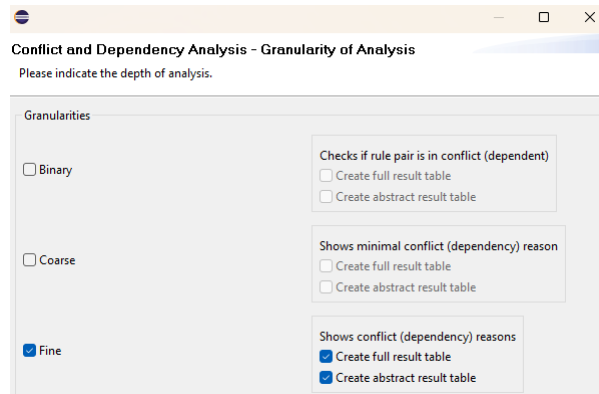 Conflict and Dependency Analysis - Granularity of Analysis
Please indicate the depth of analysis.
Granularities
Binary
Checks if rule pair is in conflict (dependent)
Create full result table
Create abstract result table
Coarse
Shows minimal conflict (dependency) reason
Create full result table
Create abstract result table
Fine
Shows conflict (dependency) reasons
Create full result table
Create abstract result table